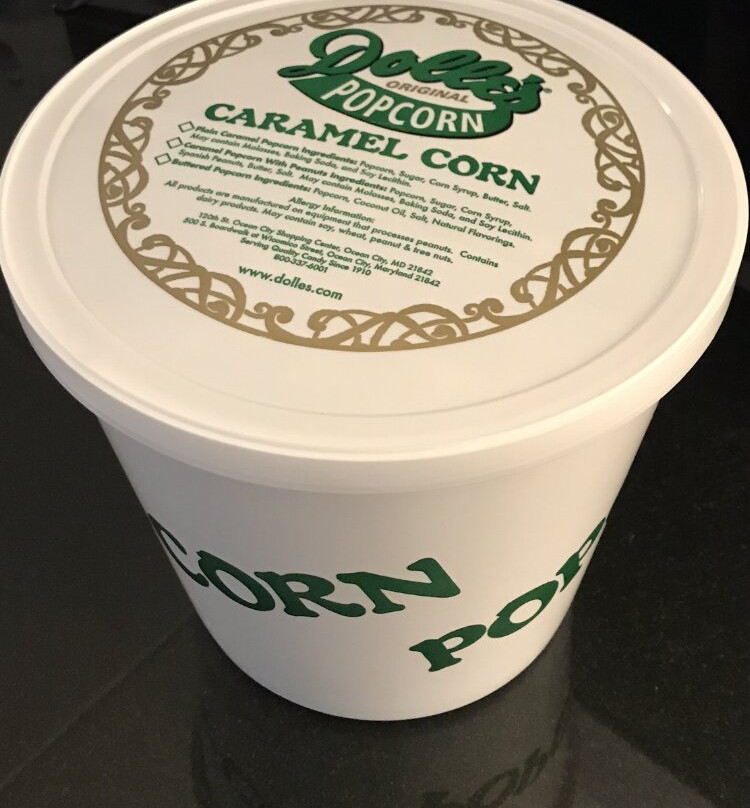 Dolle's
ORIGINAL
POPCORN
CARAMEL CORN
Plain Caramel Popcorn Ingredients: Popcorn, Sugar, Corn Syrup, Butter, Salt.
May contain Molasses, Baking Soda, and Soy Lecithin.
Caramel Popcorn With Peanuts Ingredients: Popcorn, Sugar, Corn Syrup,
Spanish Peanuts, Butter, Salt. May contain Molasses, Baking Soda, and Soy Lecithin.
Buttered Popcorn Ingredients: Popcorn, Coconut Oil, Salt, Natural Flavorings.
Allergy Information:
All products are manufactured on equipment that processes peanuts. Contains
dairy products. May contain soy, wheat, peanut & tree nuts.
120th St. Ocean City Shopping Center, Ocean City, MD 21842
500 S. Boardwalk at Wicomico Street, Ocean City, Maryland 21842
Serving Quality Candy Since 1910
800-337-6001
www.dolles.com
CORN
POP